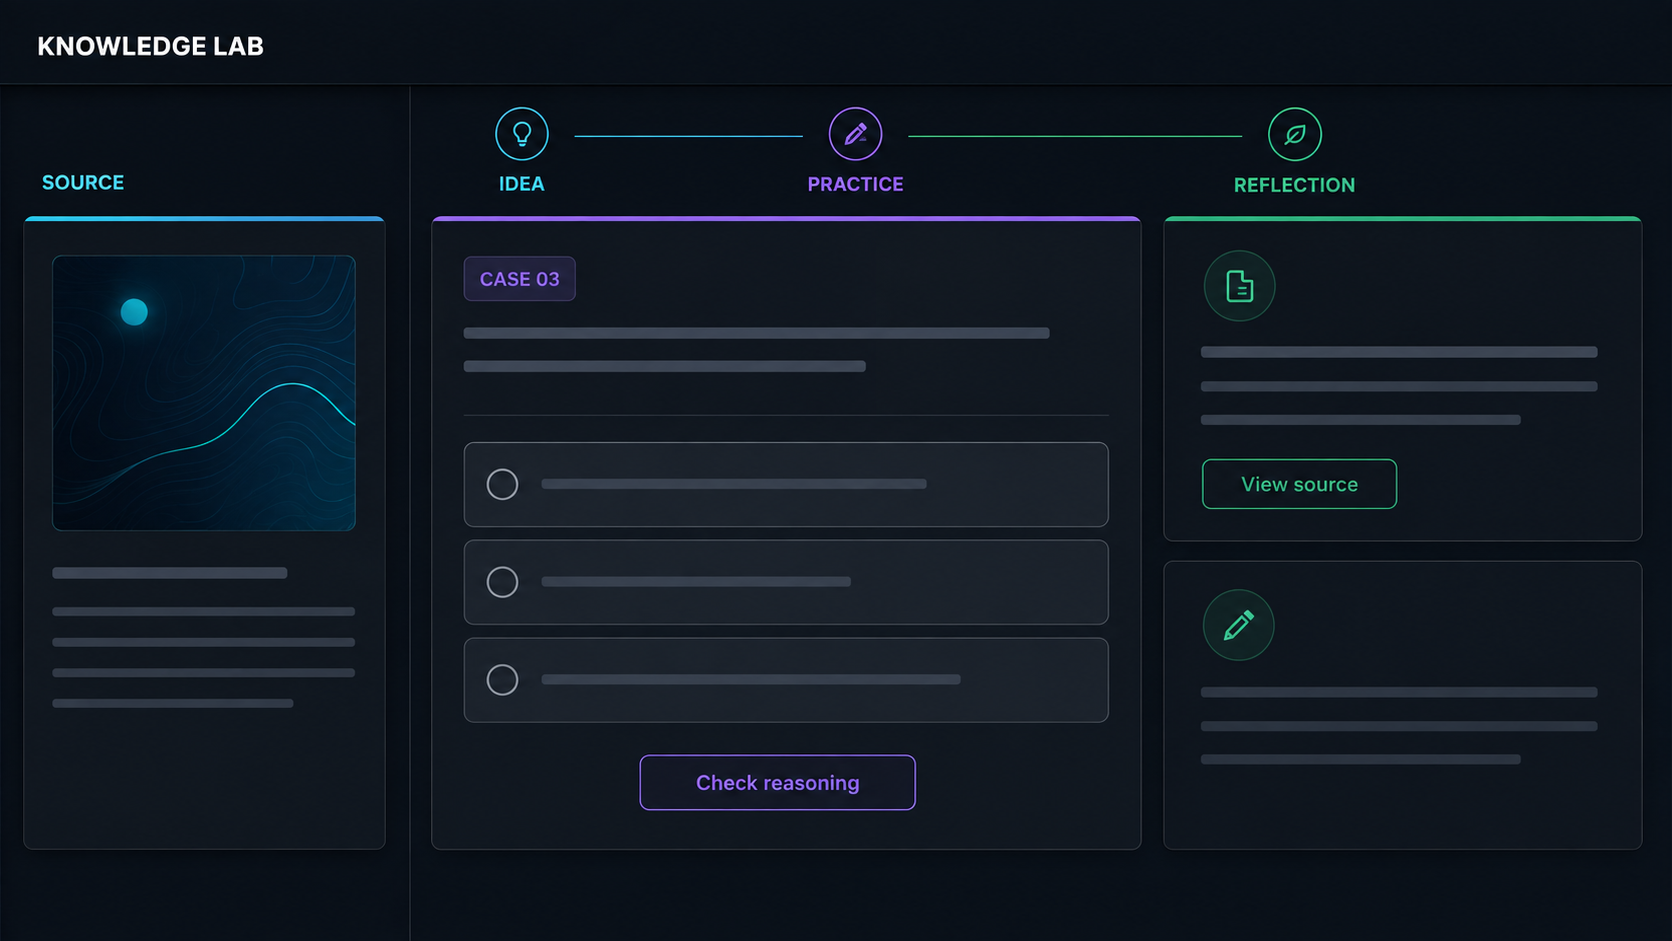 KNOWLEDGE LAB
SOURCE
IDEA
PRACTICE
REFLECTION
CASE 03
Check reasoning
View source